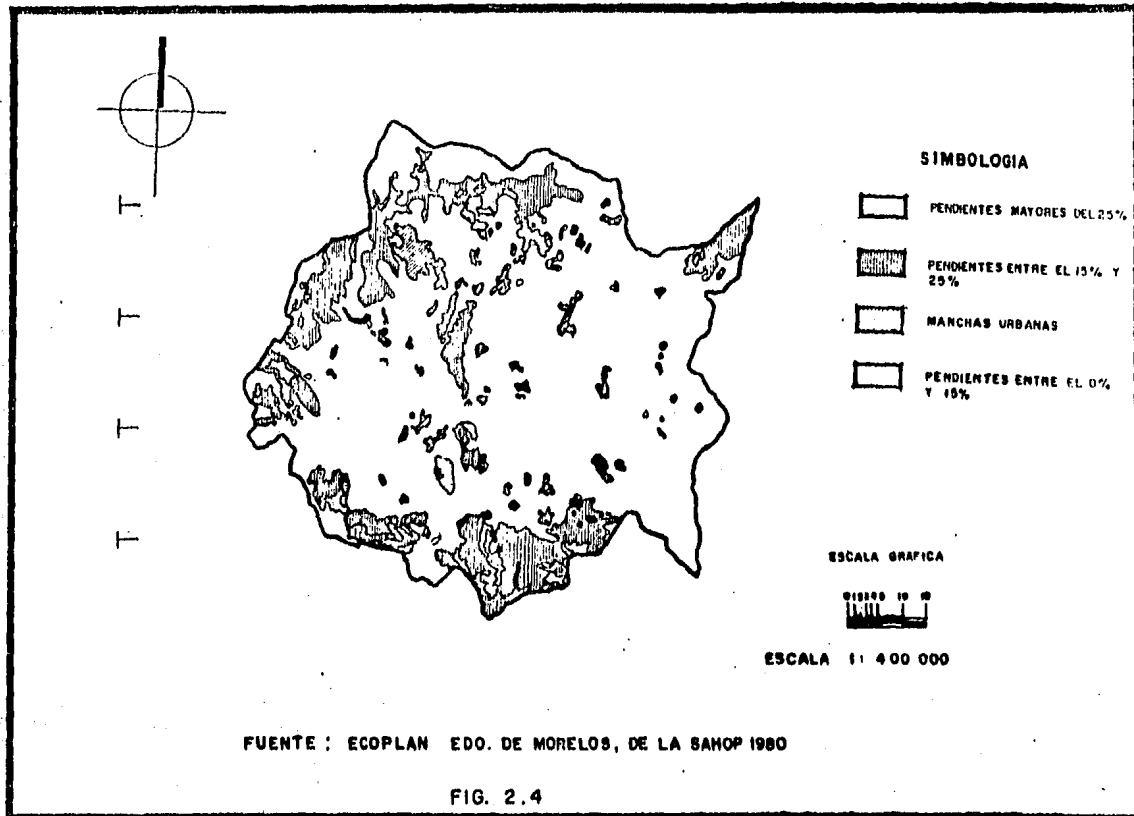 SIMBOLOGIA
PENDIENTES MAYORES DEL 25%
PENDIENTES ENTRE EL 15% Y
25%
MANCHAS URBANAS
PENDIENTES ENTRE EL 0%
Y 15%
ESCALA GRAFICA
ESCALA 1: 400 000
FUENTE: ECOPLAN EDO. DE MORELOS, DE LA SAHOP 1980
FIG. 2.4